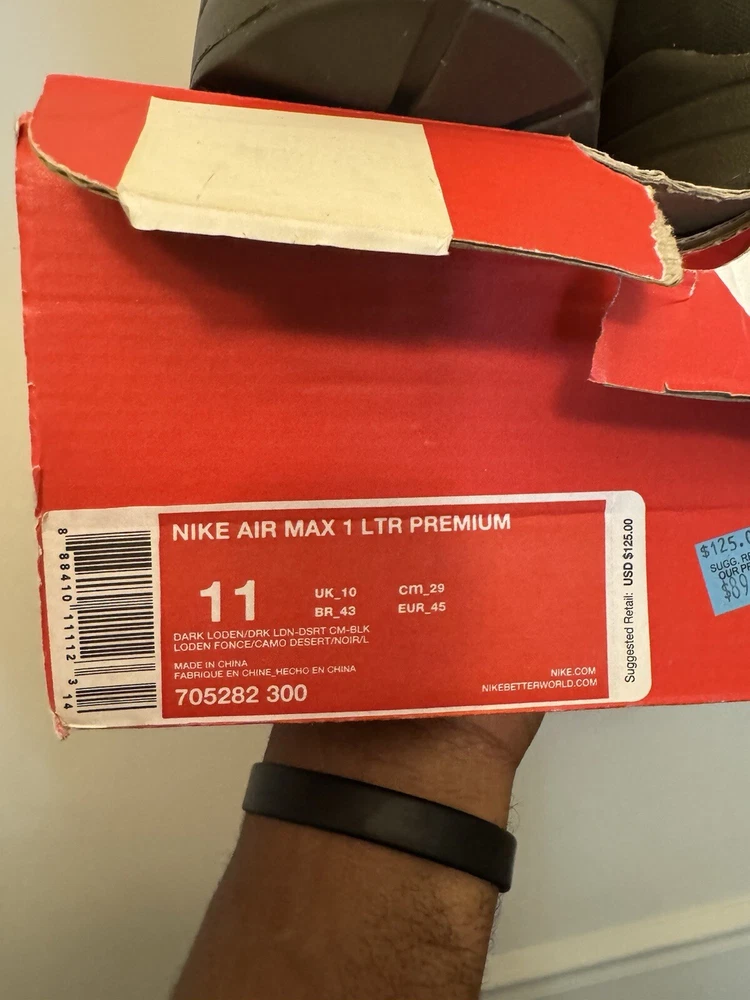 NIKE AIR MAX 1 LTR PREMIUM
11
UK_10 cm_29
BR_43 EUR_45
DARK LODEN/DRK LDN-DSRT CM-BLK
LODEN FONCE/CAMO DESERT/NOIR/L
MADE IN CHINA
FABRIQUE EN CHINE_HECHO EN CHINA
705282 300
NIKE.COM
NIKEBETTERWORLD.COM
8 88410 11112 3 14
Suggested Retail: USD $125.00
$125.
SUGG.
OUR